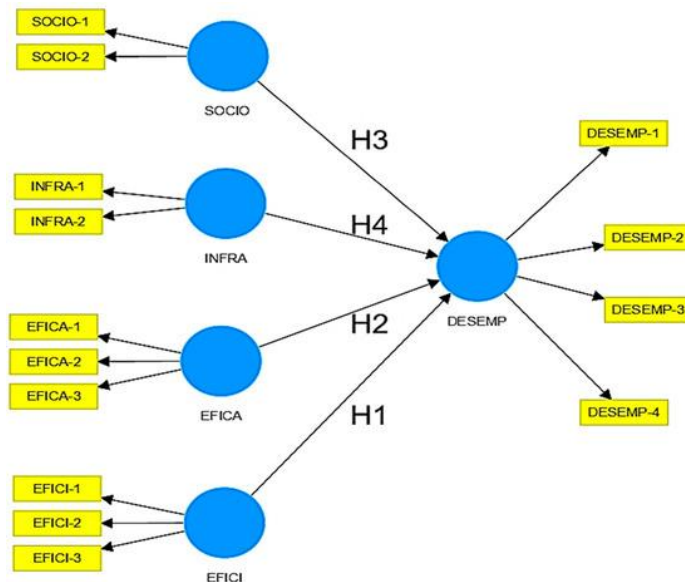 SOCIO-1
SOCIO-2
SOCIO
H3
DESEMP-1
INFRA-1
INFRA-2
INFRA
H4
DESEMP-2
DESEMP-3
DESEMP
EFICA-1
EFICA-2
EFICA-3
EFICA
H2
H1
DESEMP-4
EFICI-1
EFICI-2
EFICI-3
EFICI